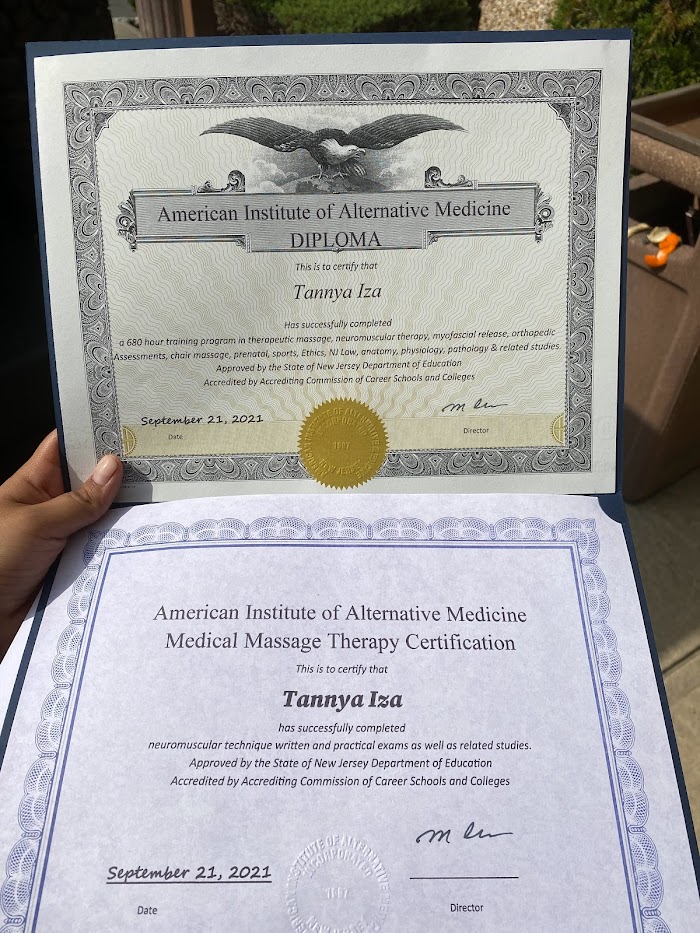 American Institute of Alternative Medicine
DIPLOMA
This is to certify that
Tannya Iza
Has successfully completed
a 680 hour training program in therapeutic massage, neuromuscular therapy, myofascial release, orthopedic
Assessments, chair massage, prenatal, sports, Ethics, NJ Law, anatomy, physiology, pathology & related studies.
Approved by the State of New Jersey Department of Education
Accredited by Accrediting Commission of Career Schools and Colleges
September 21, 2021
Date
Director
American Institute of Alternative Medicine
Medical Massage Therapy Certification
This is to certify that
Tannya Iza
has successfully completed
neuromuscular technique written and practical exams as well as related studies.
Approved by the State of New Jersey Department of Education
Accredited by Accrediting Commission of Career Schools and Colleges
September 21, 2021
Date
Director